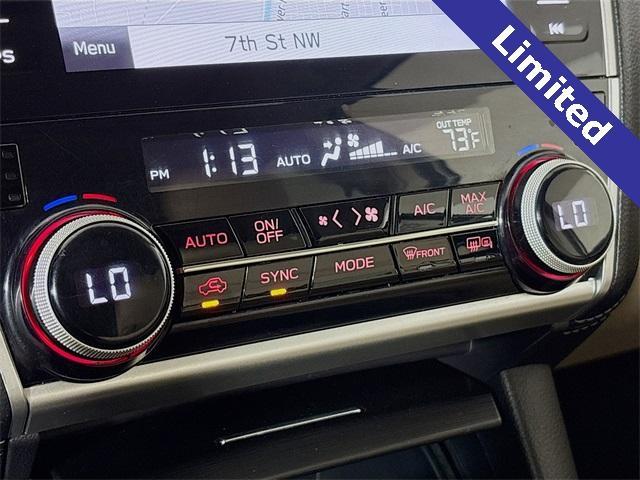 Limited
Menu
7th St NW
OUT TEMP
PM 1:13 AUTO A/C 73°F
LO
AUTO
ON/
OFF
A/C
MAX
A/C
LO
SYNC
MODE
FRONT